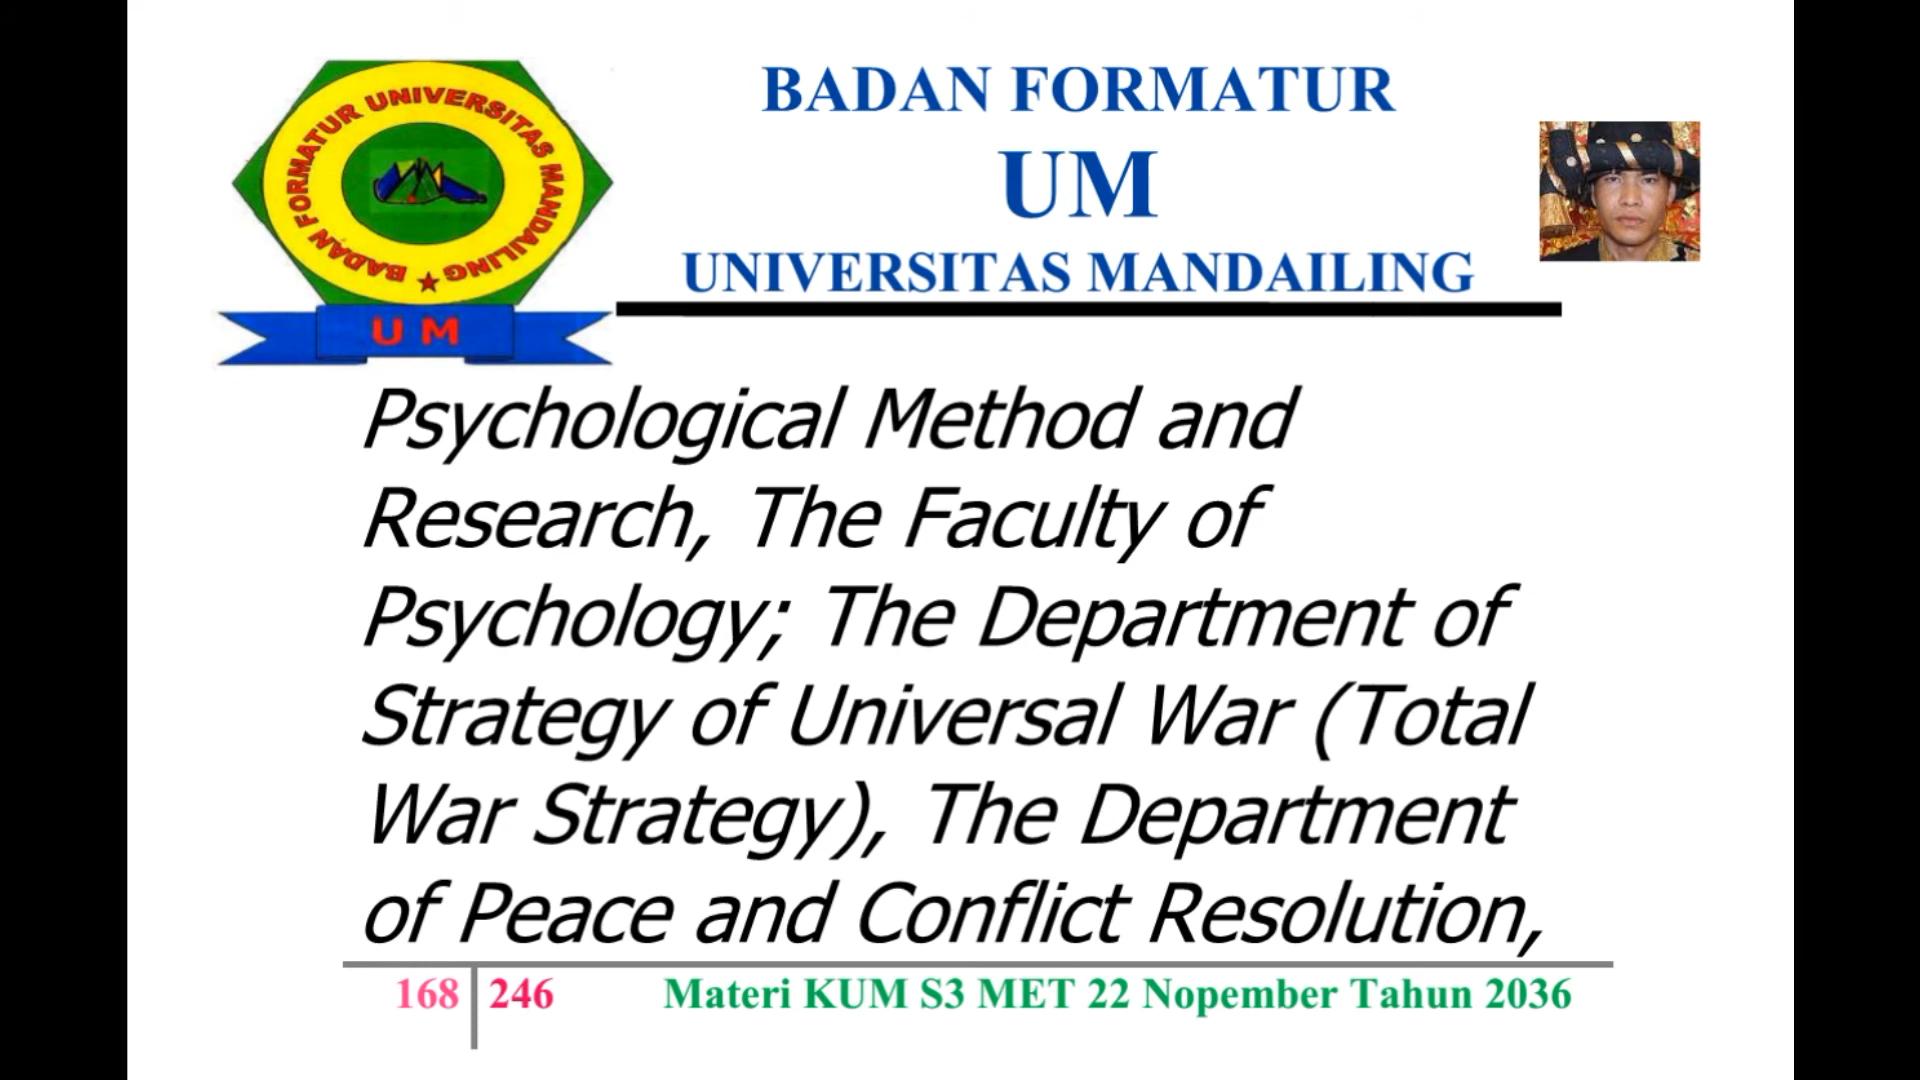 BADAN FORMATUR UNIVERSITAS MANDAILING
U M
BADAN FORMATUR
UM
UNIVERSITAS MANDAILING
Psychological Method and
Research, The Faculty of
Psychology; The Department of
Strategy of Universal War (Total
War Strategy), The Department
of Peace and Conflict Resolution,
168 246 Materi KUM S3 MET 22 Nopember Tahun 2036